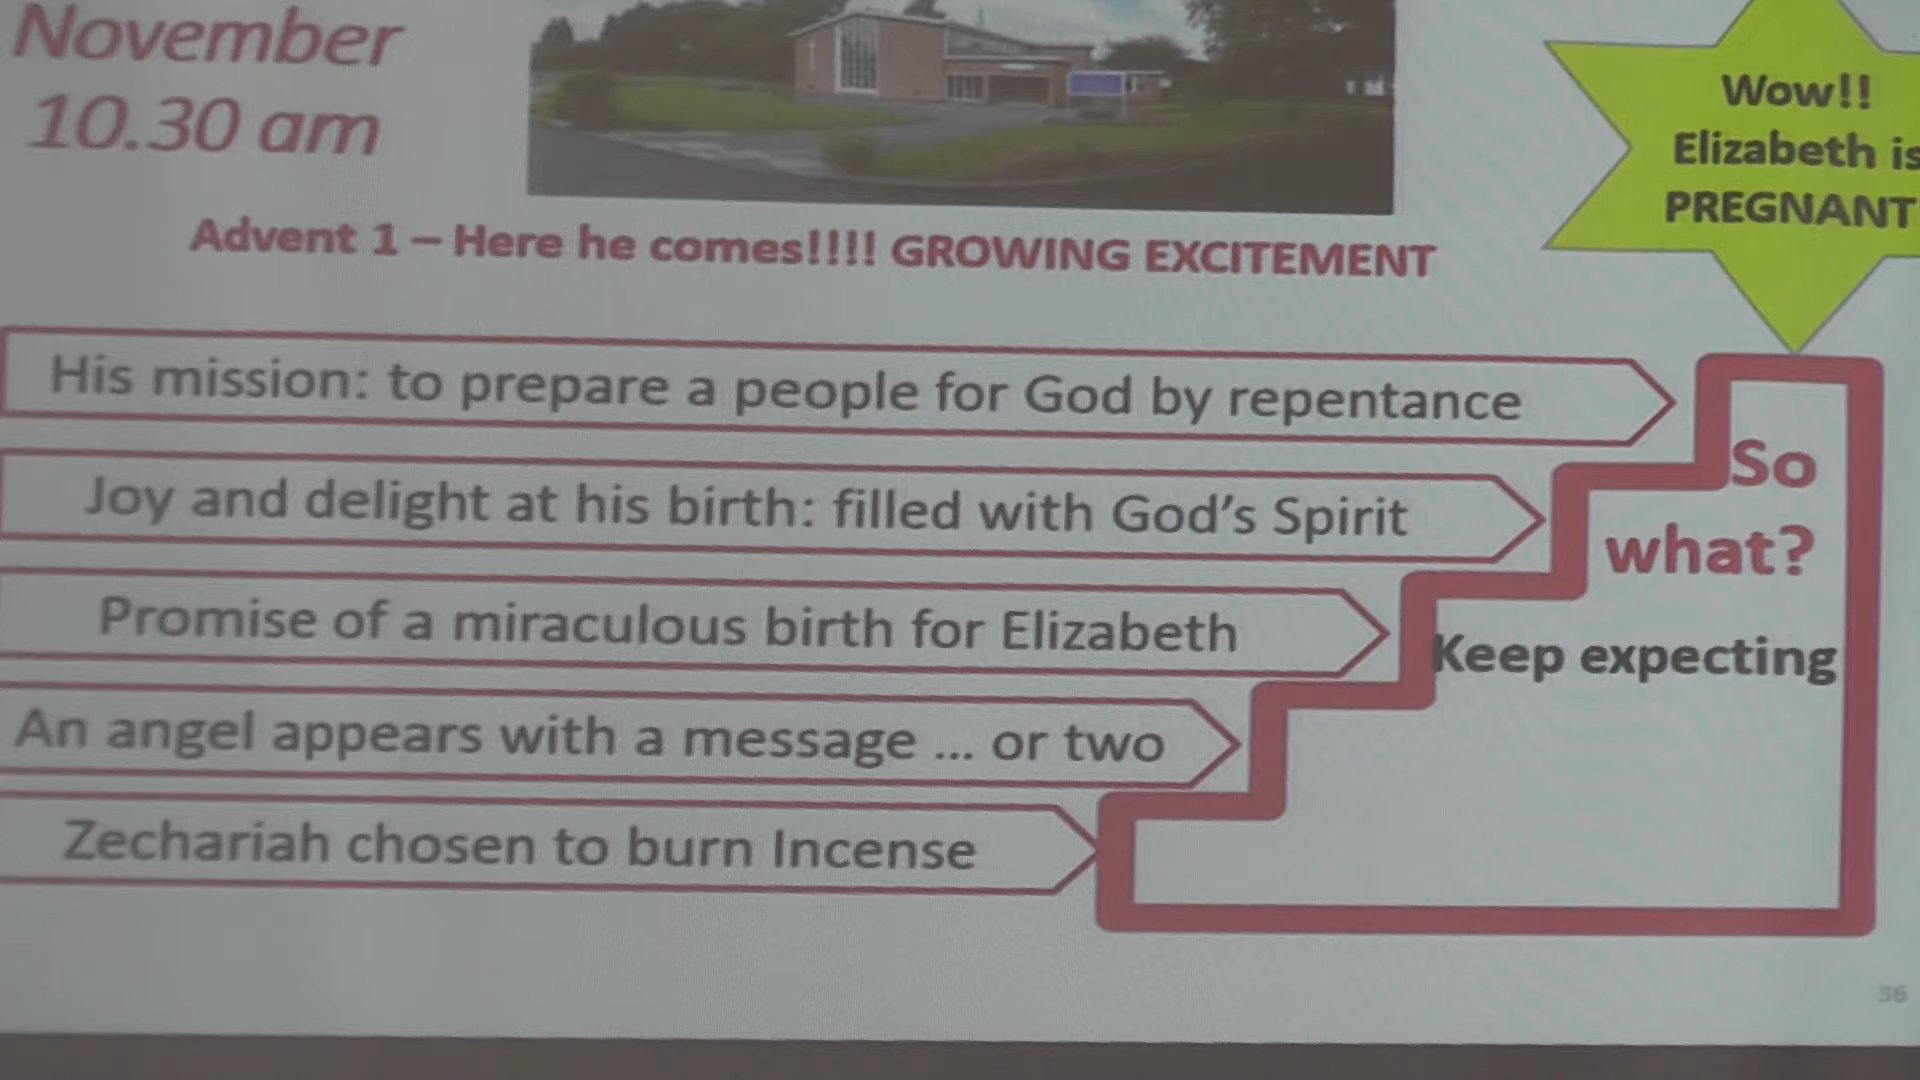 November
10.30 am
Wow!!
Elizabeth is
PREGNANT
Advent 1 – Here he comes!!!! GROWING EXCITEMENT
His mission: to prepare a people for God by repentance
Joy and delight at his birth: filled with God's Spirit
Promise of a miraculous birth for Elizabeth
An angel appears with a message ... or two
Zechariah chosen to burn Incense
So
what?
Keep expecting
36